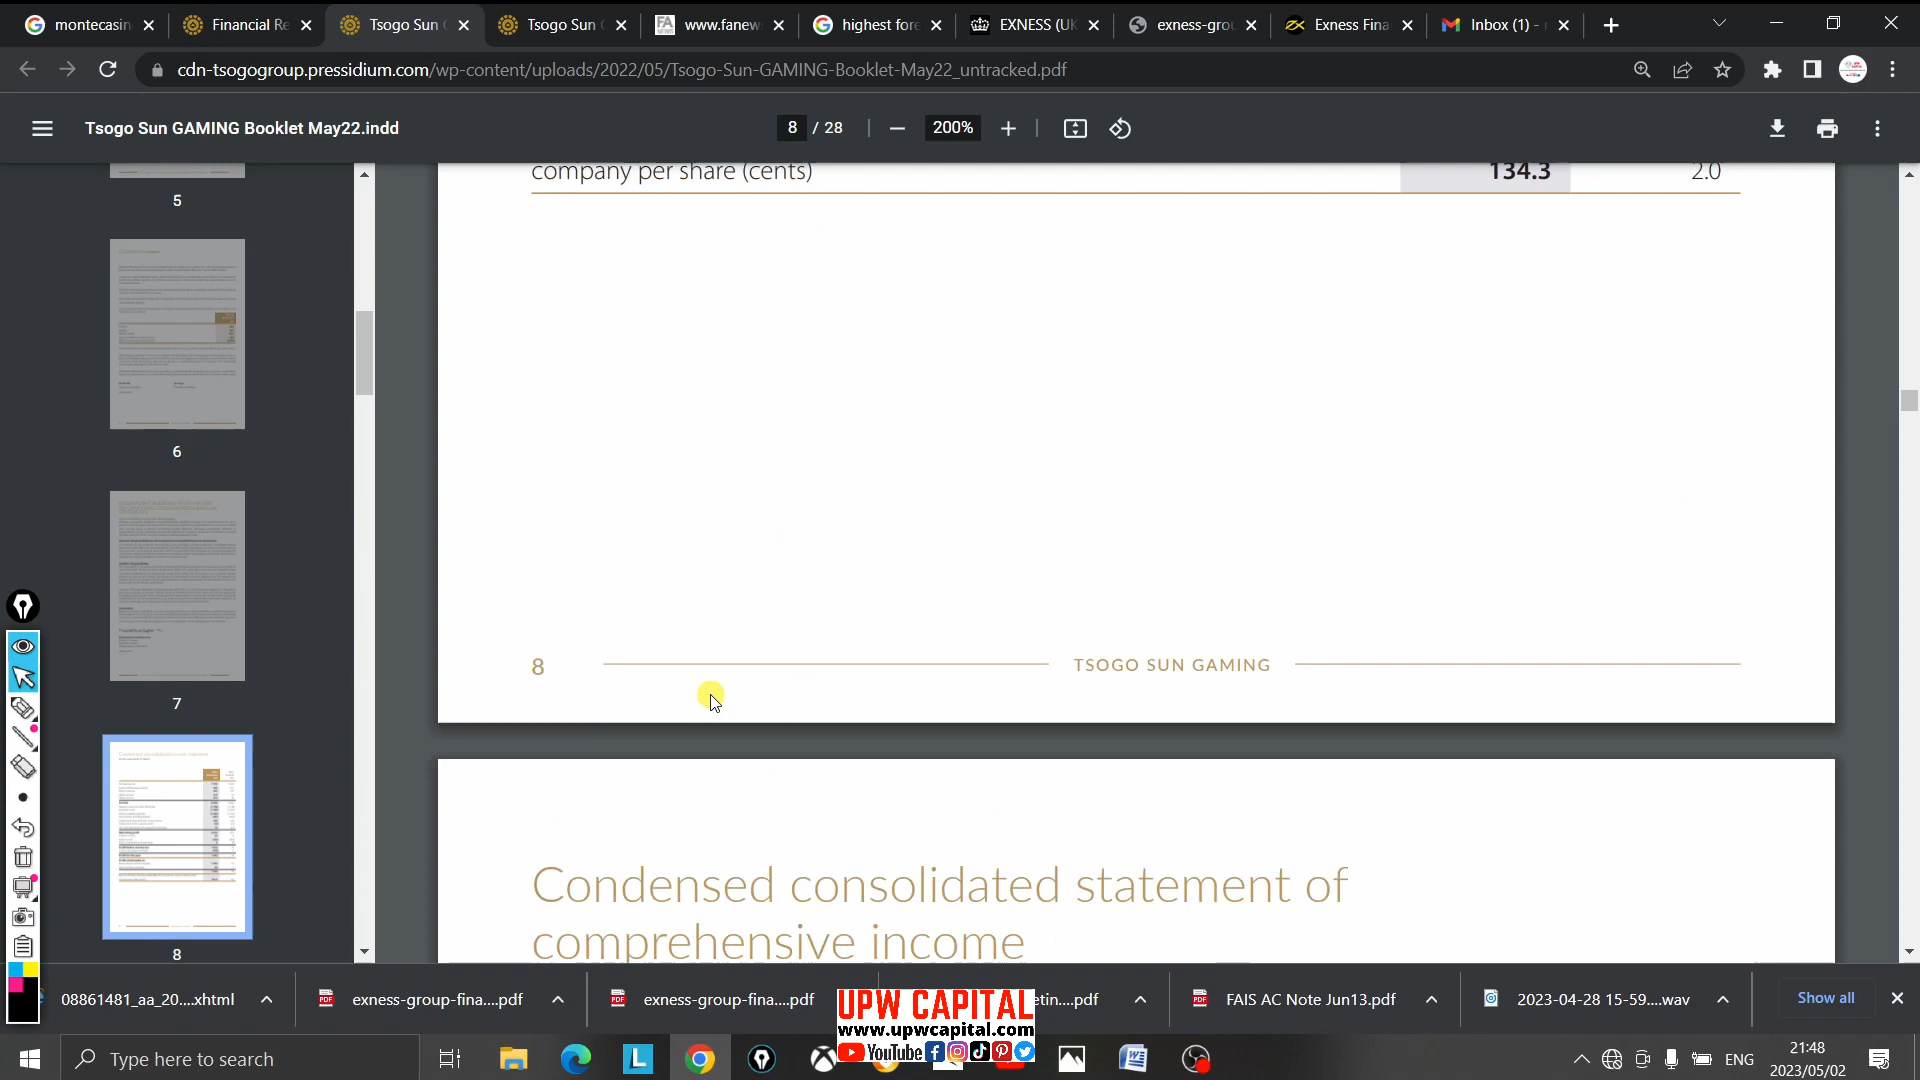 montecasin
Financial Re
Tsogo Sun G
Tsogo Sun G
www.fanew
highest fore
EXNESS (UK
exness-grou
Exness Fina
Inbox (1) -
cdn-tsogogroup.pressidium.com/wp-content/uploads/2022/05/Tsogo-Sun-GAMING-Booklet-May22_untracked.pdf
Tsogo Sun GAMING Booklet May22.indd
8 / 28
200%
company per share (cents) 134.3 2.0
5
6
7
8
8 TSOGO SUN GAMING
Condensed consolidated statement of
comprehensive income
08861481_aa_20....xhtml
exness-group-fina....pdf
exness-group-fina....pdf
etin....pdf
FAIS AC Note Jun13.pdf
2023-04-28 15-59....wav
Show all
UPW CAPITAL
www.upwcapital.com
YouTube
Type here to search
ENG
21:48
2023/05/02